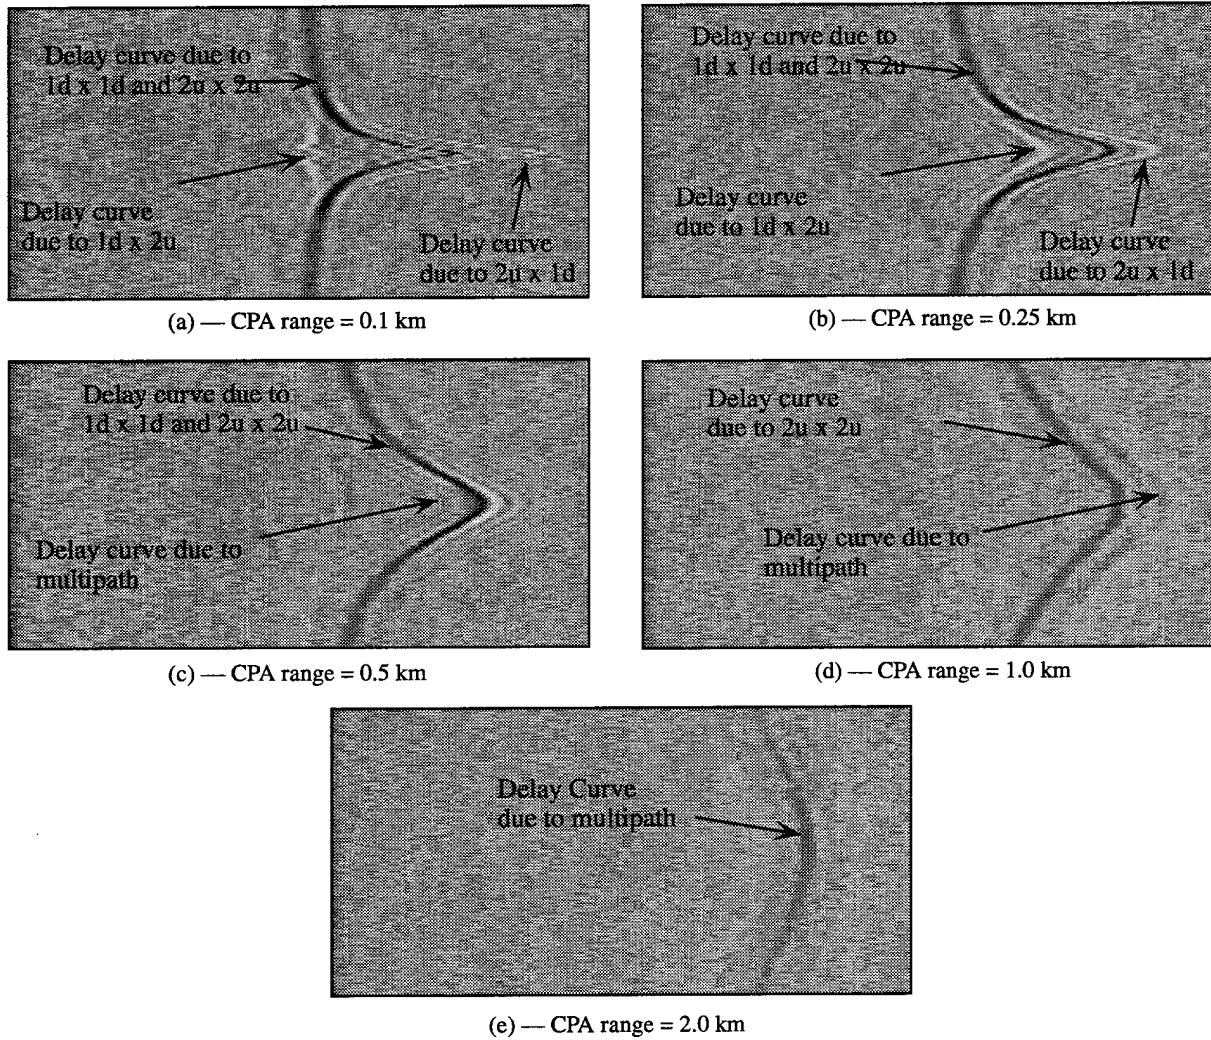 Delay curve due to
1d x 1d and 2u x 2u
Delay curve
due to 1d x 2u
Delay curve
due to 2u x 1d
(a) — CPA range = 0.1 km
Delay curve due to
1d x 1d and 2u x 2u
Delay curve
due to 1d x 2u
Delay curve
due to 2u x 1d
(b) — CPA range = 0.25 km
Delay curve due to
1d x 1d and 2u x 2u
Delay curve due to
multipath
(c) — CPA range = 0.5 km
Delay curve
due to 2u x 2u
Delay curve due to
multipath
(d) — CPA range = 1.0 km
Delay Curve
due to multipath
(e) — CPA range = 2.0 km